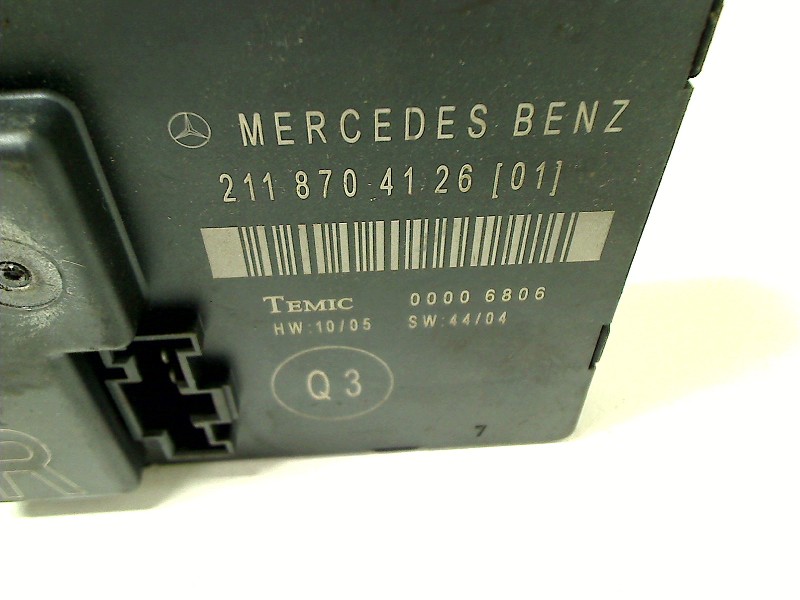 MERCEDES BENZ
211 870 41 26 [01]
TEMIC 0000 6806
HW:10/05 SW:44/04
Q3
7
R